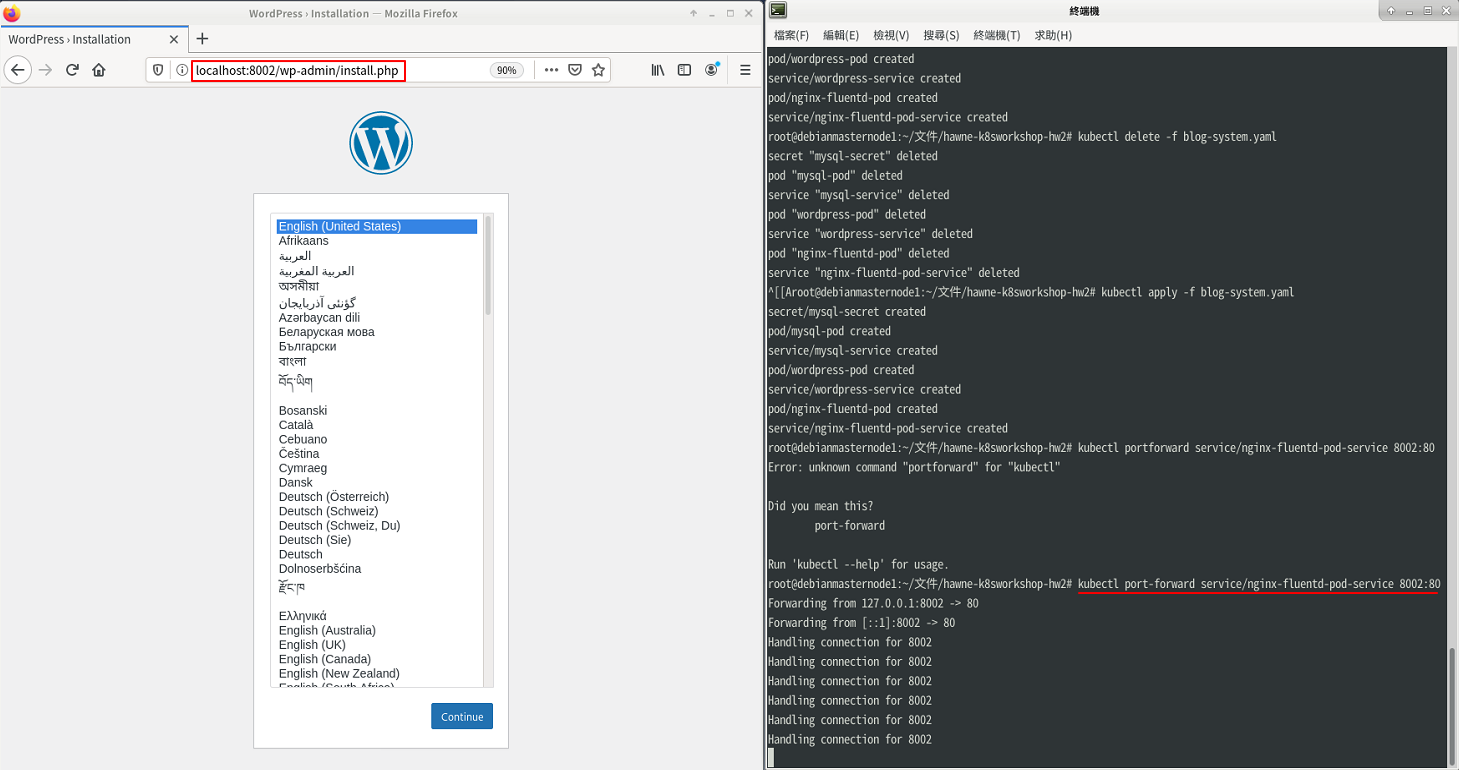 WordPress › Installation — Mozilla Firefox
WordPress › Installation
localhost:8002/wp-admin/install.php
90%
English (United States)
Afrikaans
العربية
العربية المغربية
অসমীয়া
گؤنئی آذربایجان
Azərbaycan dili
Беларуская мова
Български
বাংলা
བོད་ཡིག
Bosanski
Català
Cebuano
Čeština
Cymraeg
Dansk
Deutsch (Österreich)
Deutsch (Schweiz)
Deutsch (Schweiz, Du)
Deutsch (Sie)
Deutsch
Dolnoserbšćina
རྫོང་ཁ
Ελληνικά
English (Australia)
English (UK)
English (Canada)
English (New Zealand)
English (South Africa)
Continue
終端機
檔案(F) 編輯(E) 檢視(V) 搜尋(S) 終端機(T) 求助(H)
pod/wordpress-pod created
service/wordpress-service created
pod/nginx-fluentd-pod created
service/nginx-fluentd-pod-service created
root@debianmasternode1:~/文件/hawne-k8sworkshop-hw2# kubectl delete -f blog-system.yaml
secret "mysql-secret" deleted
pod "mysql-pod" deleted
service "mysql-service" deleted
pod "wordpress-pod" deleted
service "wordpress-service" deleted
pod "nginx-fluentd-pod" deleted
service "nginx-fluentd-pod-service" deleted
^[[Aroot@debianmasternode1:~/文件/hawne-k8sworkshop-hw2# kubectl apply -f blog-system.yaml
secret/mysql-secret created
pod/mysql-pod created
service/mysql-service created
pod/wordpress-pod created
service/wordpress-service created
pod/nginx-fluentd-pod created
service/nginx-fluentd-pod-service created
root@debianmasternode1:~/文件/hawne-k8sworkshop-hw2# kubectl portforward service/nginx-fluentd-pod-service 8002:80
Error: unknown command "portforward" for "kubectl"
Did you mean this?
port-forward
Run 'kubectl --help' for usage.
root@debianmasternode1:~/文件/hawne-k8sworkshop-hw2# kubectl port-forward service/nginx-fluentd-pod-service 8002:80
Forwarding from 127.0.0.1:8002 -> 80
Forwarding from [::1]:8002 -> 80
Handling connection for 8002
Handling connection for 8002
Handling connection for 8002
Handling connection for 8002
Handling connection for 8002
Handling connection for 8002